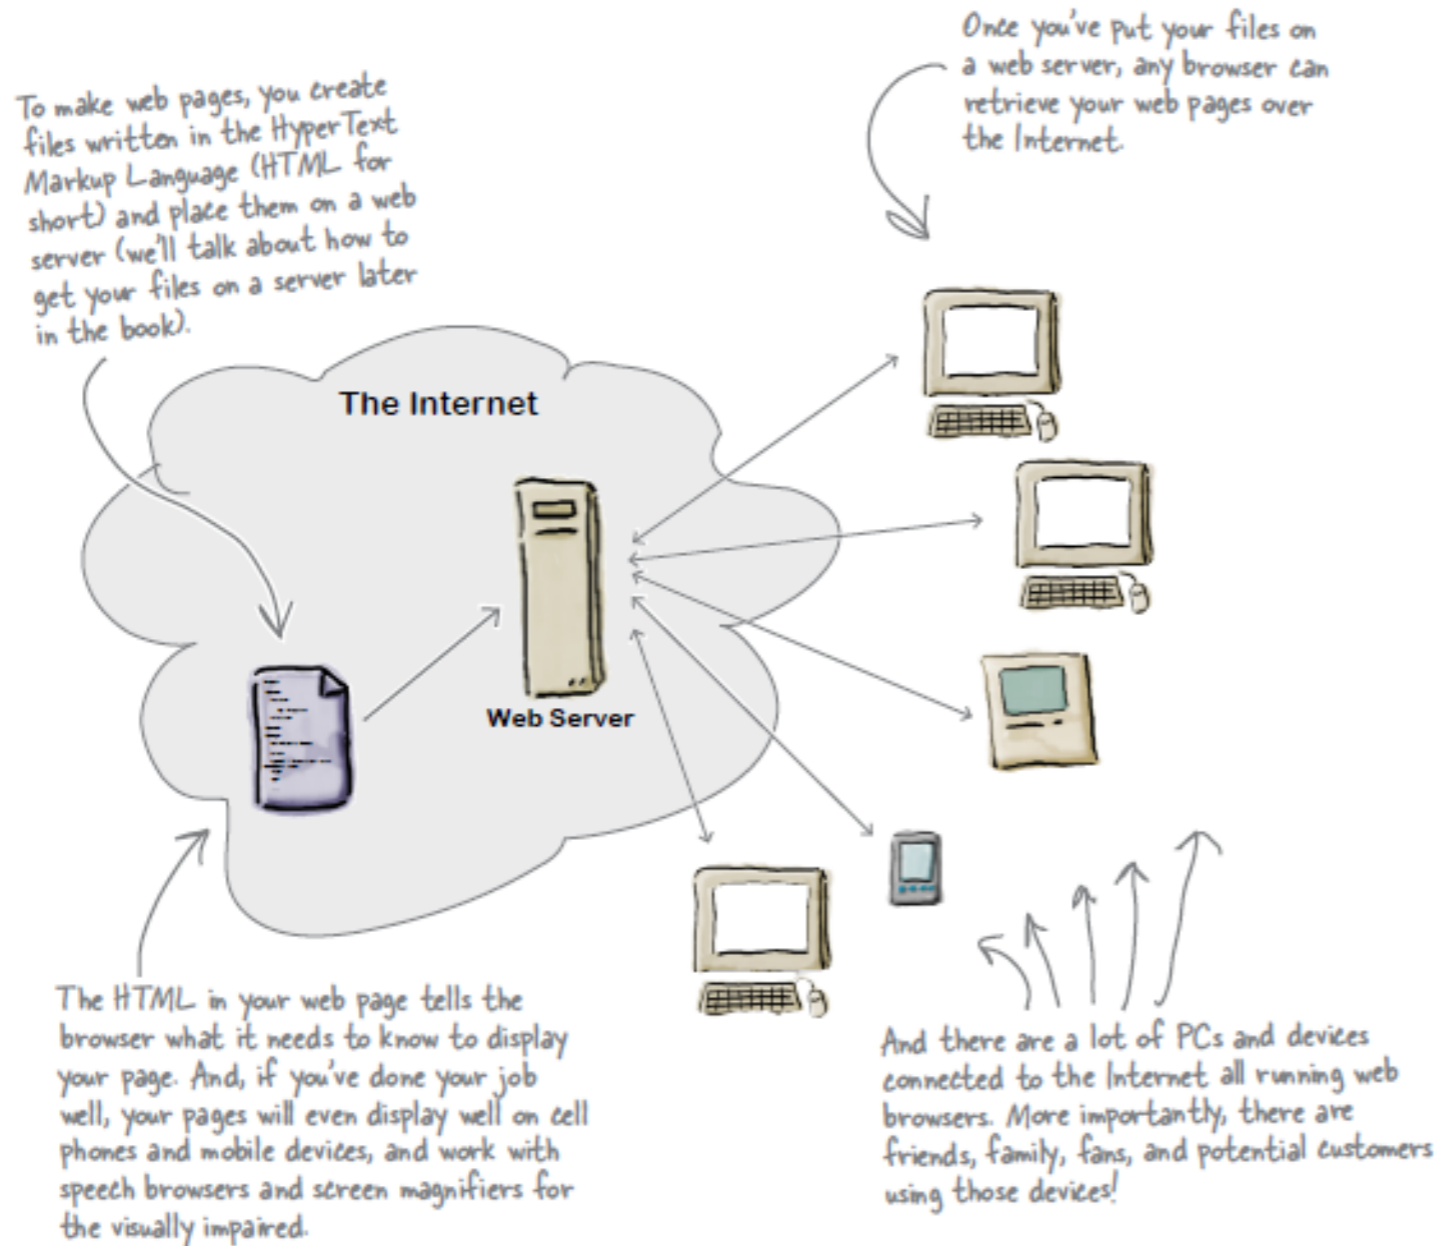 To make web pages, you create
files written in the HyperText
Markup Language (HTML for
short) and place them on a web
server (we'll talk about how to
get your files on a server later
in the book).
Once you've put your files on
a web server, any browser can
retrieve your web pages over
the Internet.
The Internet
Web Server
The HTML in your web page tells the
browser what it needs to know to display
your page. And, if you've done your job
well, your pages will even display well on cell
phones and mobile devices, and work with
speech browsers and screen magnifiers for
the visually impaired.
And there are a lot of PCs and devices
connected to the Internet all running web
browsers. More importantly, there are
friends, family, fans, and potential customers
using those devices!